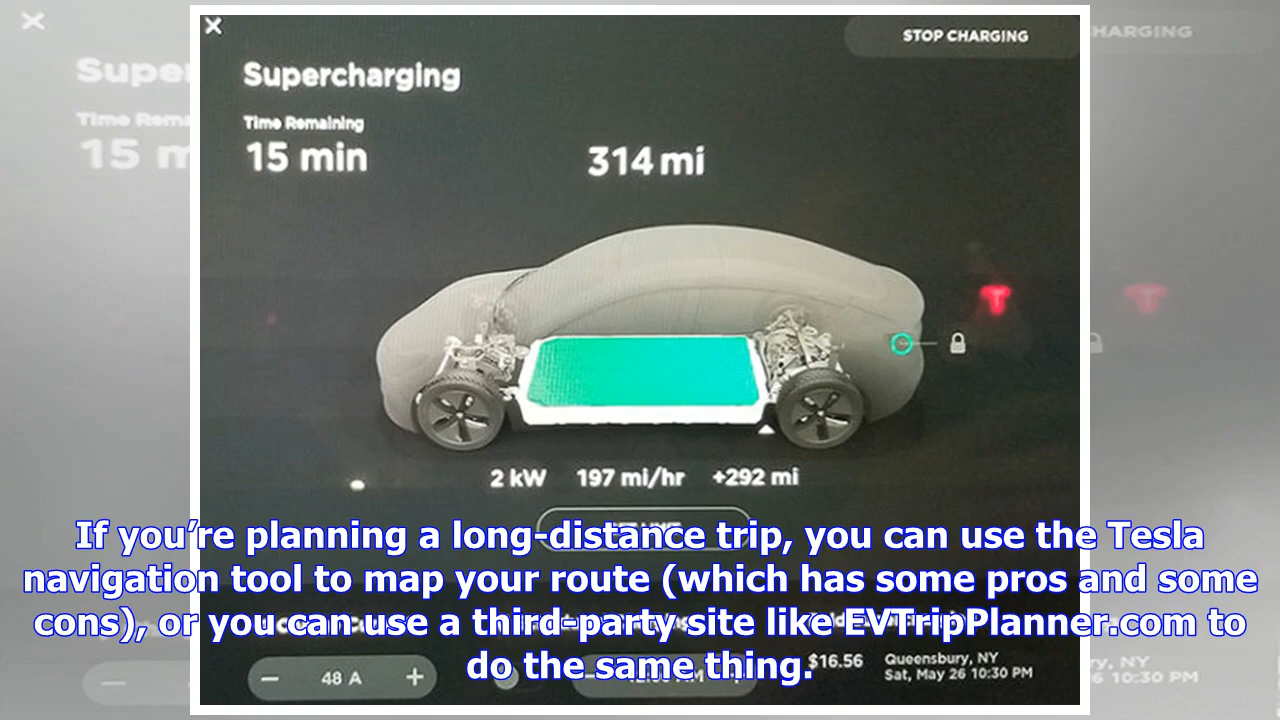 STOP CHARGING
Supercharging
Time Remaining
15 min
314 mi
2 kW 197 mi/hr +292 mi
If you’re planning a long-distance trip, you can use the Tesla
navigation tool to map your route (which has some pros and some
cons), or you can use a third-party site like EVTripPlanner.com to
do the same thing.
48 A
$16.56
Queensbury, NY
Sat, May 26 10:30 PM